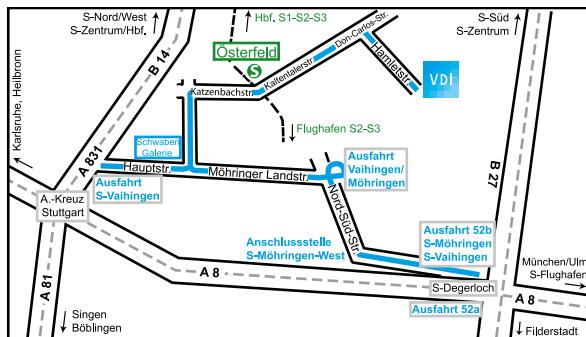 S-Nord/West
S-Zentrum/Hbf.
Hbf. S1-S2-S3
S-Süd
S-Zentrum
Karlsruhe, Heilbronn
B 14
Österfeld
S
Don-Carlos-Str.
Kaltentalerstr.
Hamletstr.
VDI
Katzenbachstr.
Flughafen S2-S3
A 831
Schwaben
Galerie
Hauptstr.
Möhringer Landstr.
Ausfahrt
Vaihingen/
Möhringen
B 27
Ausfahrt
S-Vaihingen
A.-Kreuz
Stuttgart
Nord-Süd-Str.
Anschlussstelle
S-Möhringen-West
Ausfahrt 52b
S-Möhringen
S-Vaihingen
München/Ulm
S-Flughafen
A 81
A 8
S-Degerloch
A 8
Ausfahrt 52a
Singen
Böblingen
Filderstadt